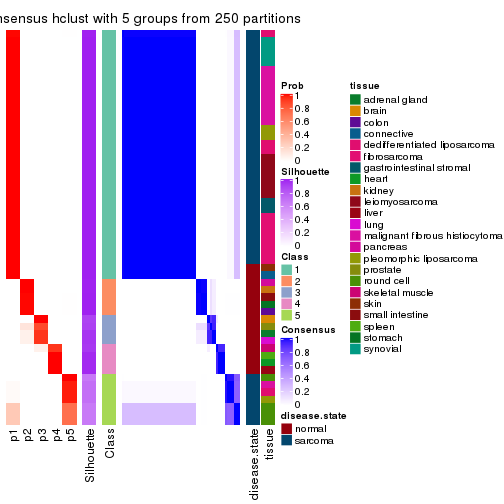 nsensus hclust with 5 groups from 250 partitions
Prob
1
0.8
0.6
0.4
0.2
0
Silhouette
1
0.8
0.6
0.4
0.2
0
Class
1
2
3
4
5
Consensus
1
0.8
0.6
0.4
0.2
0
disease.state
normal
sarcoma
tissue
adrenal gland
brain
colon
connective
dedifferentiated liposarcoma
fibrosarcoma
gastrointestinal stromal
heart
kidney
leiomyosarcoma
liver
lung
malignant fibrous histiocytoma
pancreas
pleomorphic liposarcoma
prostate
round cell
skeletal muscle
skin
small intestine
spleen
stomach
synovial
p1
p2
p3
p4
p5
Silhouette
Class
disease.state
tissue